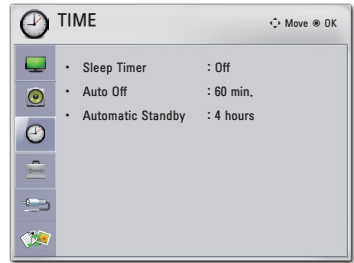 TIME Move OK
• Sleep Timer : Off
• Auto Off : 60 min.
• Automatic Standby : 4 hours